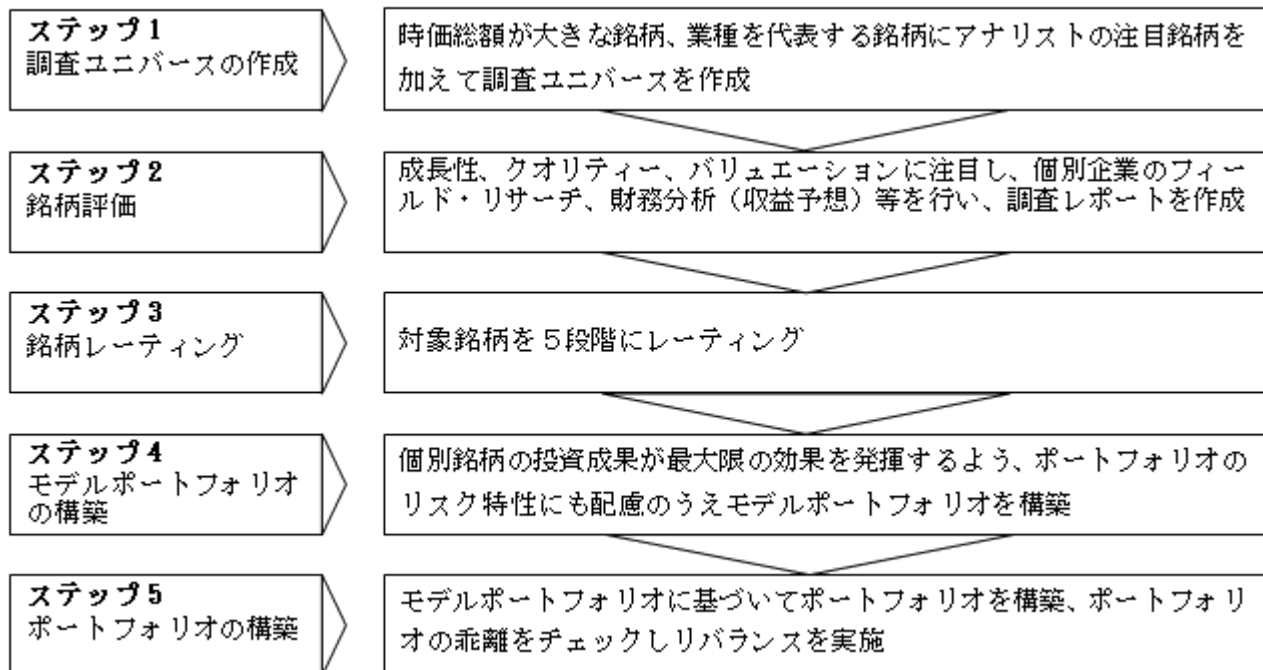 ステップ1
調査ユニバースの作成
時価総額が大きな銘柄、業種を代表する銘柄にアナリストの注目銘柄を
加えて調査ユニバースを作成
ステップ2
銘柄評価
成長性、クオリティー、バリュエーションに注目し、個別企業のフィー
ルド・リサーチ、財務分析（収益予想）等を行い、調査レポートを作成
ステップ3
銘柄レーティング
対象銘柄を５段階にレーティング
ステップ4
モデルポートフォリオ
の構築
個別銘柄の投資成果が最大限の効果を発揮するよう、ポートフォリオの
リスク特性にも配慮のうえモデルポートフォリオを構築
ステップ5
ポートフォリオの構築
モデルポートフォリオに基づいてポートフォリオを構築、ポートフォリ
オの乖離をチェックしリバランスを実施